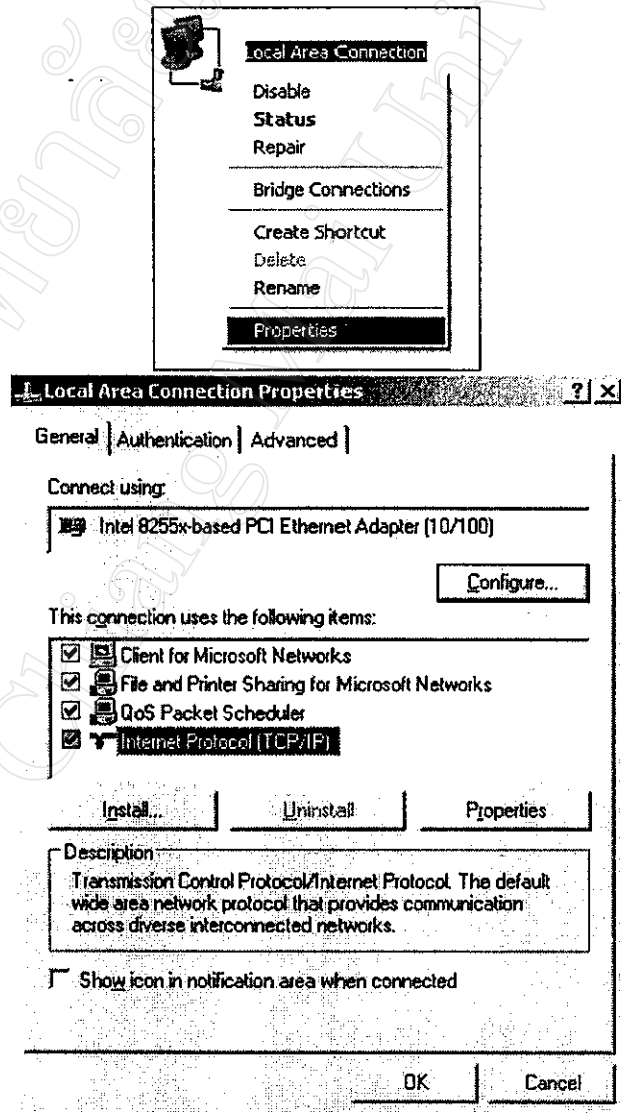 Local Area Connection
Disable
Status
Repair
Bridge Connections
Create Shortcut
Delete
Rename
Properties
Local Area Connection Properties
General Authentication Advanced
Connect using:
Intel 8255x-based PCI Ethernet Adapter (10/100)
Configure...
This connection uses the following items:
Client for Microsoft Networks
File and Printer Sharing for Microsoft Networks
QoS Packet Scheduler
Internet Protocol (TCP/IP)
Install... Uninstall Properties
Description
Transmission Control Protocol/Internet Protocol. The default
wide area network protocol that provides communication
across diverse interconnected networks.
Show icon in notification area when connected
OK Cancel